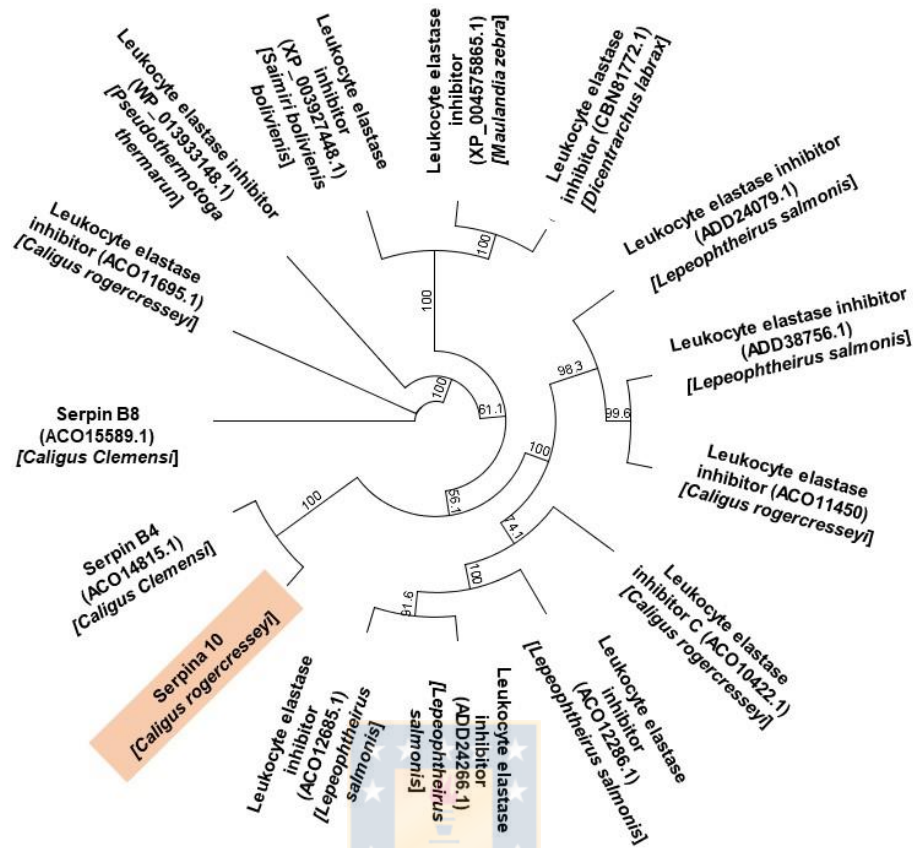 Leukocyte elastase inhibitor
(WP_013933148.1)
[Pseudothermotoga
thermarun]
Leukocyte elastase
inhibitor
(XP_003927448.1)
[Saimiri bolivienis
bolivienis]
Leukocyte elastase
inhibitor
(XP_004575865.1)
[Maulandia zebra]
Leukocyte elastase
inhibitor (CBN81772.1)
[Dicentrarchus labrax]
Leukocyte elastase inhibitor
(ADD24079.1)
[Lepeophtheirus salmonis]
Leukocyte elastase inhibitor
(ADD38756.1)
[Lepeophtheirus salmonis]
Leukocyte elastase
inhibitor (ACO11450)
[Caligus rogercresseyi]
Leukocyte elastase
inhibitor C (ACO10422.1)
[Caligus rogercresseyi]
Leukocyte elastase
inhibitor
(ACO12286.1)
[Lepeophtheirus salmonis]
Leukocyte elastase
inhibitor
(ADD24266.1)
[Lepeophtheirus
salmonis]
Leukocyte elastase
inhibitor
(ACO12685.1)
[Lepeophtheirus
salmonis]
Serpina 10
[Caligus rogercresseyi]
Serpin B4
(ACO14815.1)
[Caligus Clemensi]
Serpin B8
(ACO15589.1)
[Caligus Clemensi]
Leukocyte elastase
inhibitor (ACO11695.1)
[Caligus rogercresseyi]
100
100
98.3
99.6
100
61.1
100
56.1
74.1
100
100
91.6